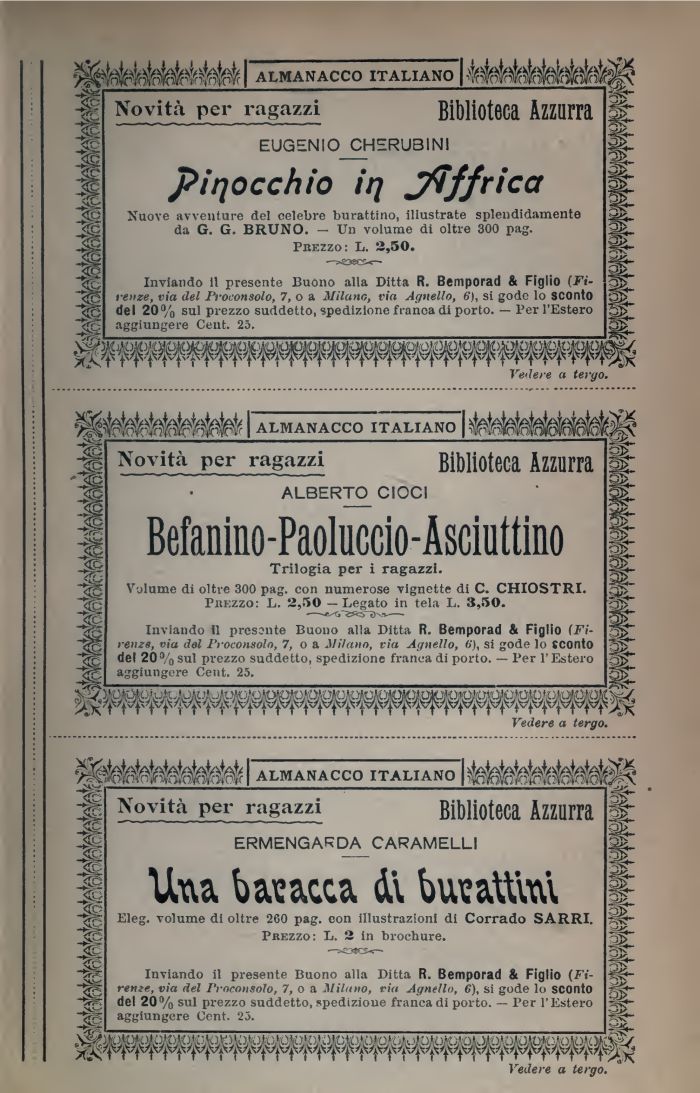 ALMANACCO ITALIANO
Novità per ragazzi Biblioteca Azzurra
EUGENIO CHERUBINI
Pinocchio in Affrica
Nuove avventure del celebre burattino, illustrate splendidamente
da G. G. BRUNO. — Un volume di oltre 300 pag.
PREZZO: L. 2,50.
Inviando il presente Buono alla Ditta R. Bemporad & Figlio (Fi-
renze, via del Proconsolo, 7, o a Milano, via Agnello, 6), si gode lo sconto
del 20% sul prezzo suddetto, spedizione franca di porto. — Per l'Estero
aggiungere Cent. 25.
Vedere a tergo.
ALMANACCO ITALIANO
Novità per ragazzi Biblioteca Azzurra
ALBERTO CIOCI
Befanino-Paoluccio-Asciuttino
Trilogia per i ragazzi.
Volume di oltre 300 pag. con numerose vignette di C. CHIOSTRI.
PREZZO: L. 2,50 — Legato in tela L. 3,50.
Inviando il presente Buono alla Ditta R. Bemporad & Figlio (Fi-
renze, via del Proconsolo, 7, o a Milano, via Agnello, 6), si gode lo sconto
del 20% sul prezzo suddetto, spedizione franca di porto. — Per l'Estero
aggiungere Cent. 25.
Vedere a tergo.
ALMANACCO ITALIANO
Novità per ragazzi Biblioteca Azzurra
ERMENGARDA CARAMELLI
Una baracca di burattini
Eleg. volume di oltre 260 pag. con illustrazioni di Corrado SARRI.
PREZZO: L. 2 in brochure.
Inviando il presente Buono alla Ditta R. Bemporad & Figlio (Fi-
renze, via del Proconsolo, 7, o a Milano, via Agnello, 6), si gode lo sconto
del 20% sul prezzo suddetto, spedizione franca di porto. — Per l'Estero
aggiungere Cent. 25.
Vedere a tergo.